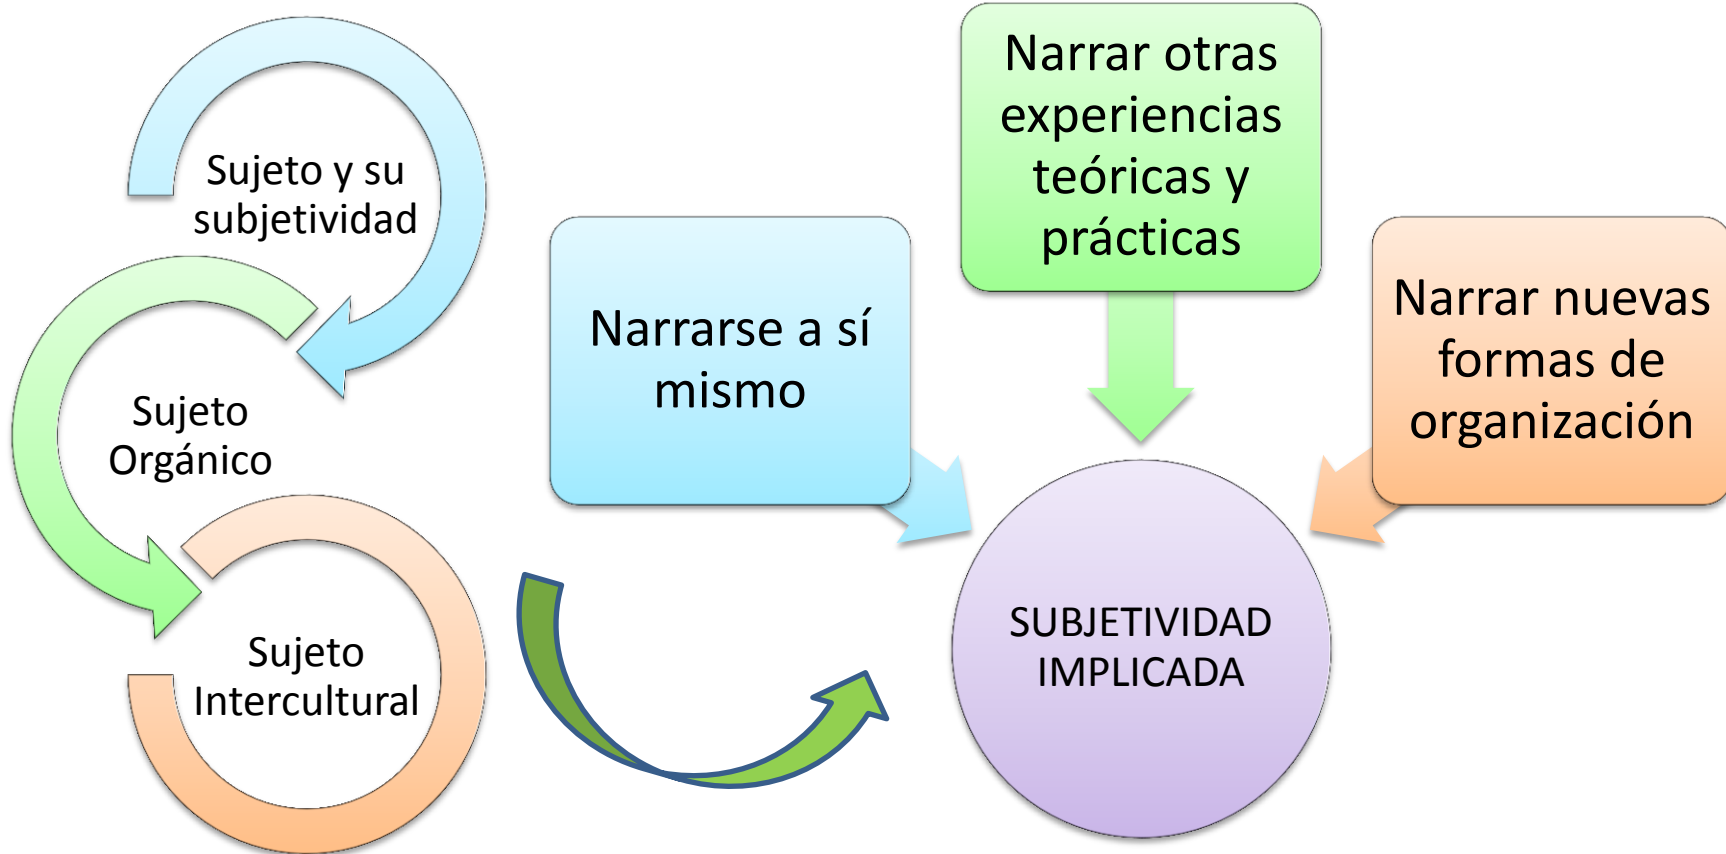 Sujeto y su
subjetividad
Sujeto
Orgánico
Sujeto
Intercultural
Narrarse a sí
mismo
Narrar otras
experiencias
teóricas y
prácticas
Narrar nuevas
formas de
organización
SUBJETIVIDAD
IMPLICADA